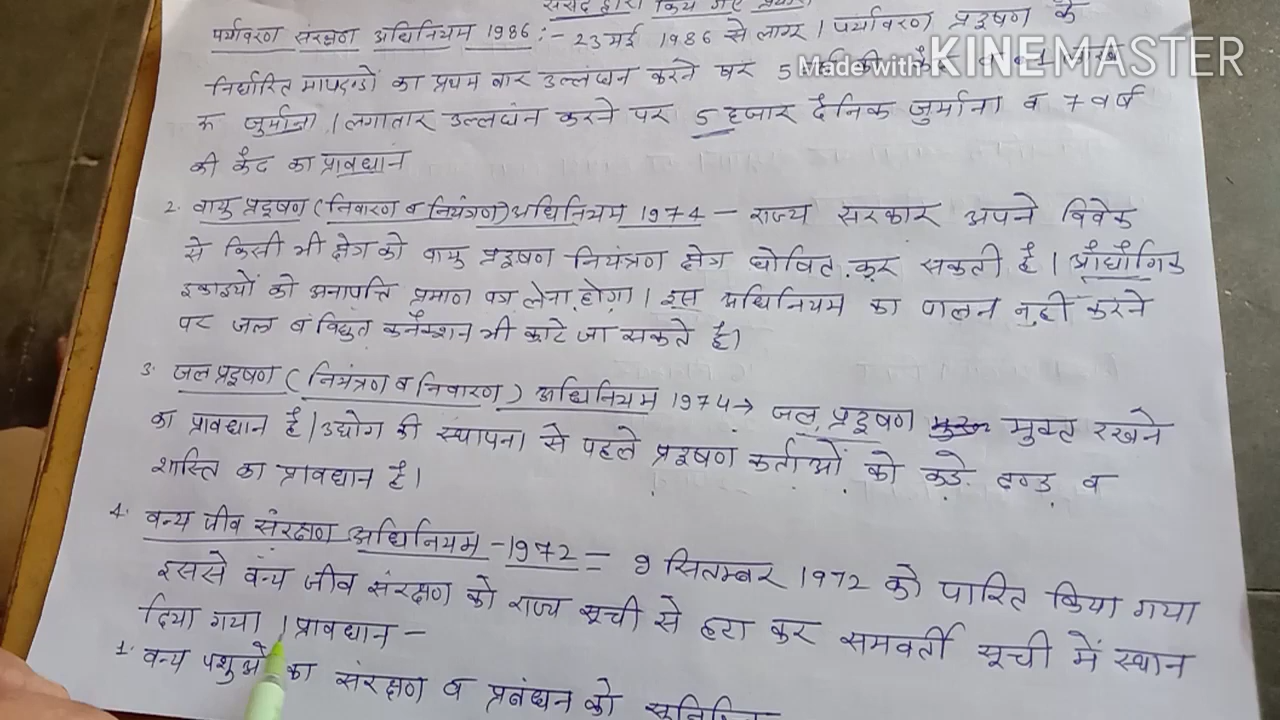 संसद द्वारा किये गए प्रयास
पर्यावरण संरक्षण अधिनियम 1986 :- 23 मई 1986 से लागू। पर्यावरण प्रदूषण के
Made with KINEMASTER
निर्धारित मापदण्डों का प्रथम बार उल्लंघन करने पर 5
रू जुर्माना। लगातार उल्लंघन करने पर 5 हजार दैनिक जुर्माना व 7 वर्ष
की कैद का प्रावधान
2. वायु प्रदूषण (निवारण व नियंत्रण) अधिनियम 1974 – राज्य सरकार अपने विवेक
से किसी भी क्षेत्र को वायु प्रदूषण नियंत्रण क्षेत्र घोषित कर सकती है। औद्यौगिक
इकाइयों को अनापत्ति प्रमाण पत्र लेना होगा। इस अधिनियम का पालन नहीं करने
पर जल व विद्युत कनैक्शन भी काटे जा सकते है।
3. जल प्रदूषण (नियंत्रण व निवारण) अधिनियम 1974 → जल प्रदूषण मुक्त रखने
का प्रावधान है। उद्योग की स्थापना से पहले प्रदूषण कर्ताओं को कड़े दण्ड व
शास्ति का प्रावधान है।
4. वन्य जीव संरक्षण अधिनियम - 1972 = 9 सितम्बर 1972 को पारित किया गया
इससे वन्य जीव संरक्षण को राज्य सूची से हटा कर समवर्ती सूची में स्थान
दिया गया। प्रावधान –
1. वन्य पशुओं का संरक्षण व प्रबंधन को